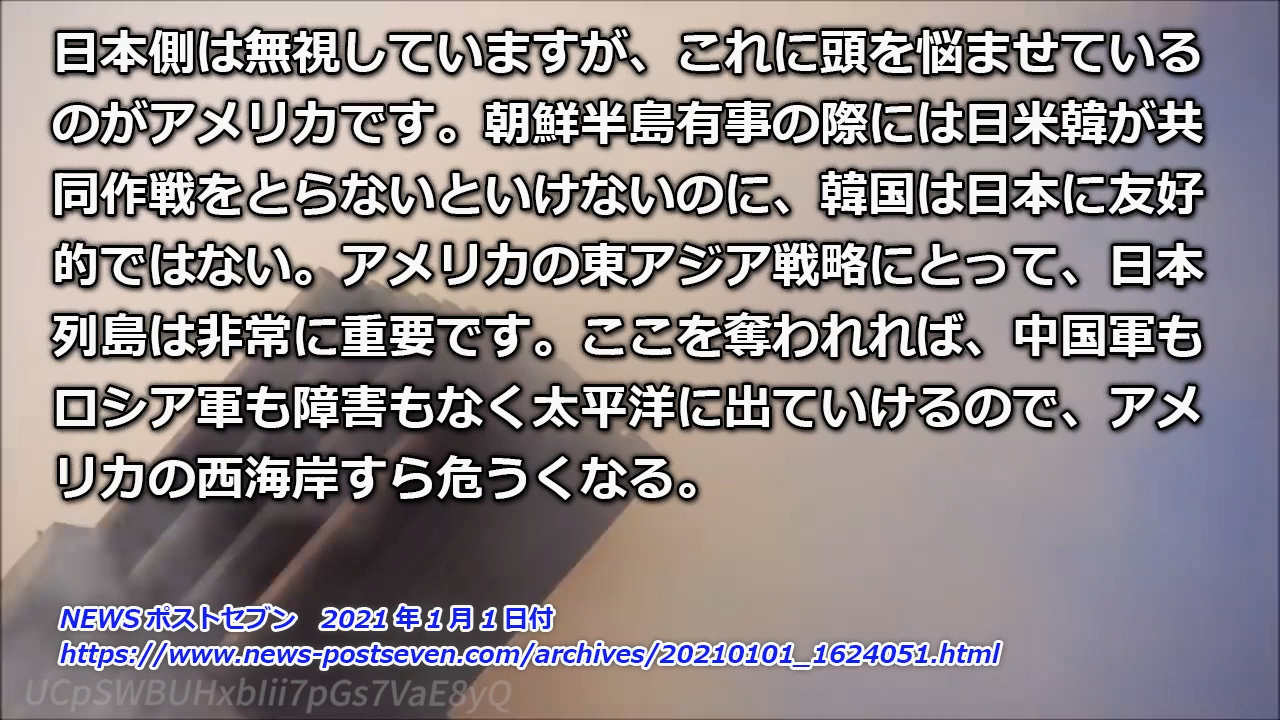 日本側は無視していますが、これに頭を悩ませている
のがアメリカです。朝鮮半島有事の際には日米韓が共
同作戦をとらないといけないのに、韓国は日本に友好
的ではない。アメリカの東アジア戦略にとって、日本
列島は非常に重要です。ここを奪われれば、中国軍も
ロシア軍も障害もなく太平洋に出ていけるので、アメ
リカの西海岸すら危うくなる。
NEWSポストセブン　2021年1月1日付
https://www.news-postseven.com/archives/20210101_1624051.html
UCpSWBUHxbIii7pGs7VaE8yQ